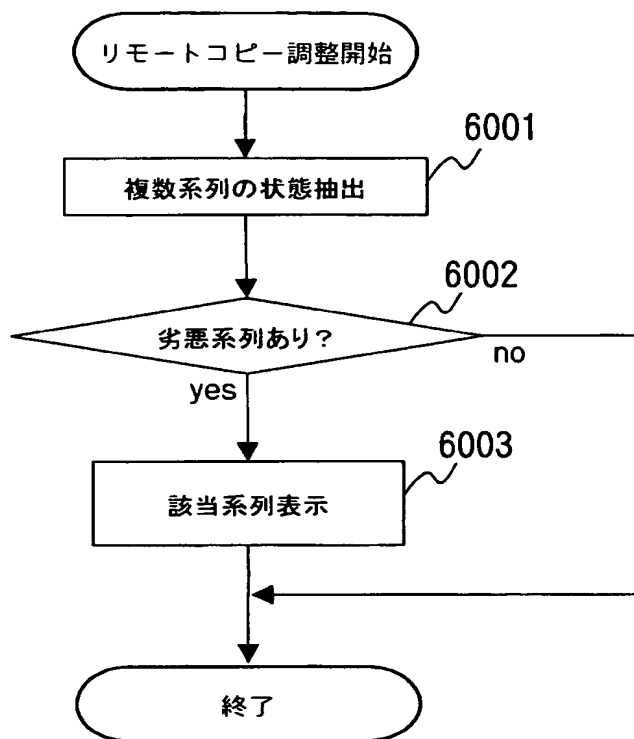 リモートコピー調整開始
6001
複数系列の状態抽出
6002
劣悪系列あり?
no
yes
6003
該当系列表示
終了